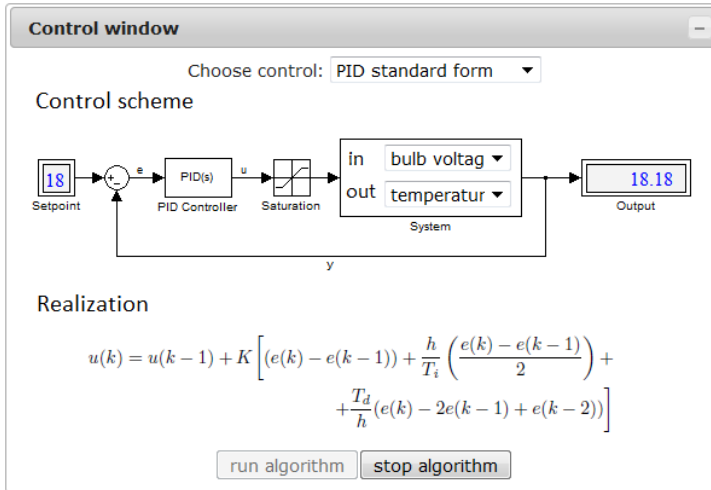 Control window
Choose control: PID standard form
Control scheme
18
Setpoint
+
−
e
PID(s)
PID Controller
u
Saturation
in bulb voltag
out temperatur
System
18.18
Output
y
Realization
u(k) = u(k − 1) + K[(e(k) − e(k − 1)) + h/T_i ((e(k) − e(k − 1))/2) +
+ T_d/h (e(k) − 2e(k − 1) + e(k − 2))]
run algorithm stop algorithm